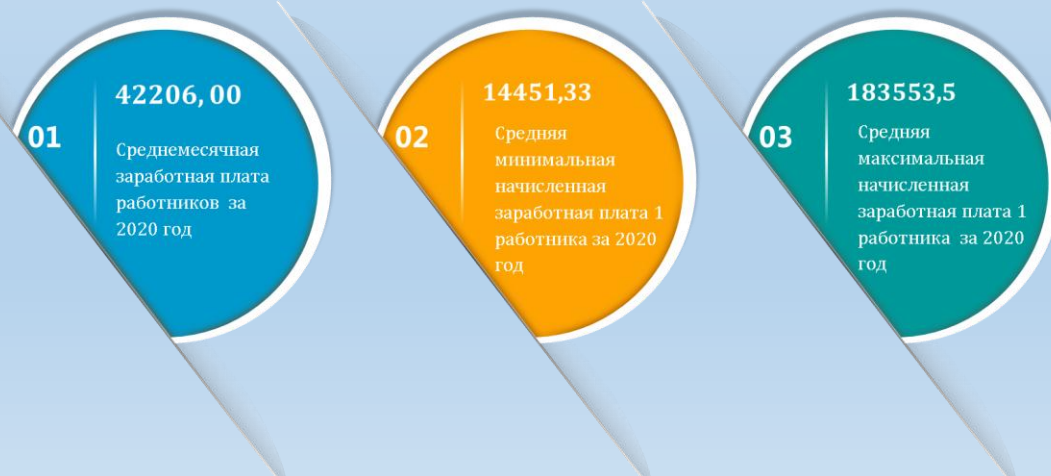 01
42206, 00
Среднемесячная
заработная плата
работников за
2020 год
02
14451,33
Средняя
минимальная
начисленная
заработная плата 1
работника за 2020
год
03
183553,5
Средняя
максимальная
начисленная
заработная плата 1
работника за 2020
год